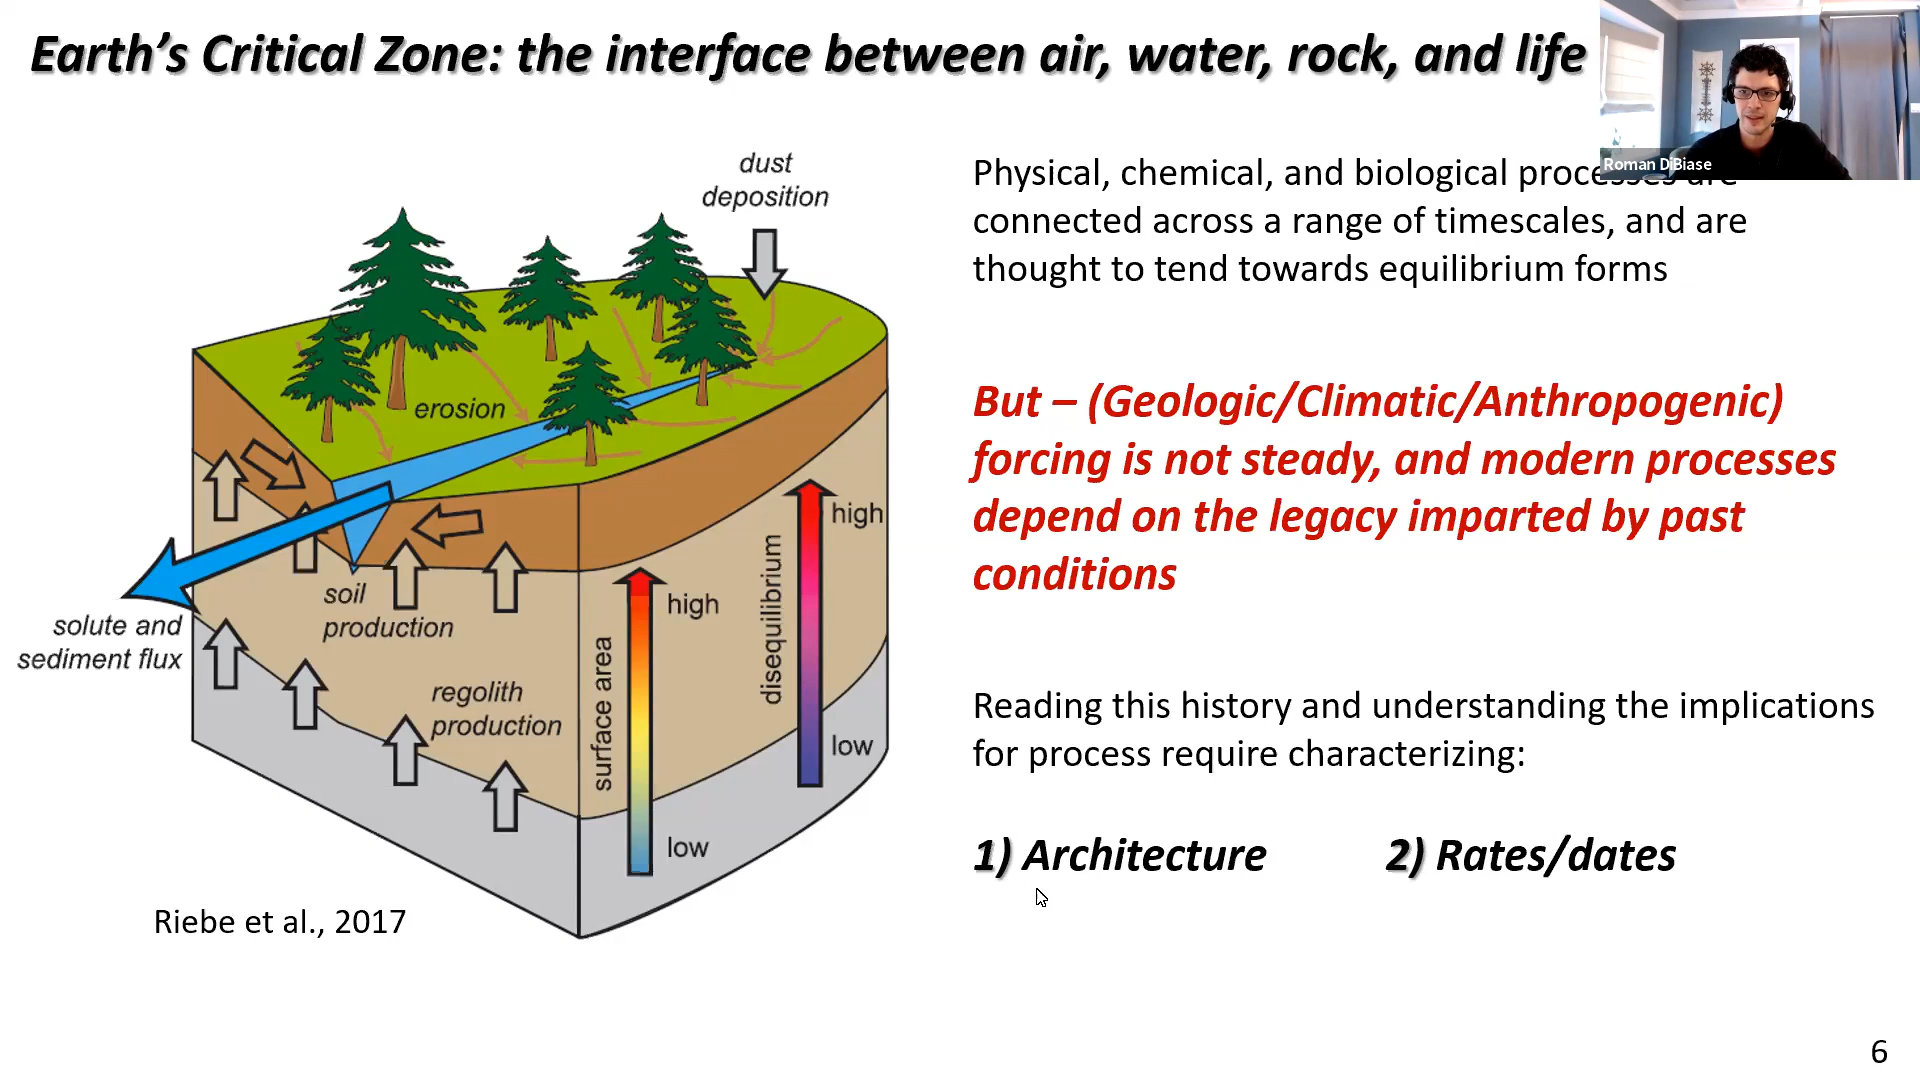 Earth's Critical Zone: the interface between air, water, rock, and life
Roman DiBiase
dust
deposition
erosion
soil
production
solute and
sediment flux
regolith
production
surface area
high
low
disequilibrium
high
low
Riebe et al., 2017
Physical, chemical, and biological processes are
connected across a range of timescales, and are
thought to tend towards equilibrium forms
But – (Geologic/Climatic/Anthropogenic)
forcing is not steady, and modern processes
depend on the legacy imparted by past
conditions
Reading this history and understanding the implications
for process require characterizing:
1) Architecture 2) Rates/dates
6